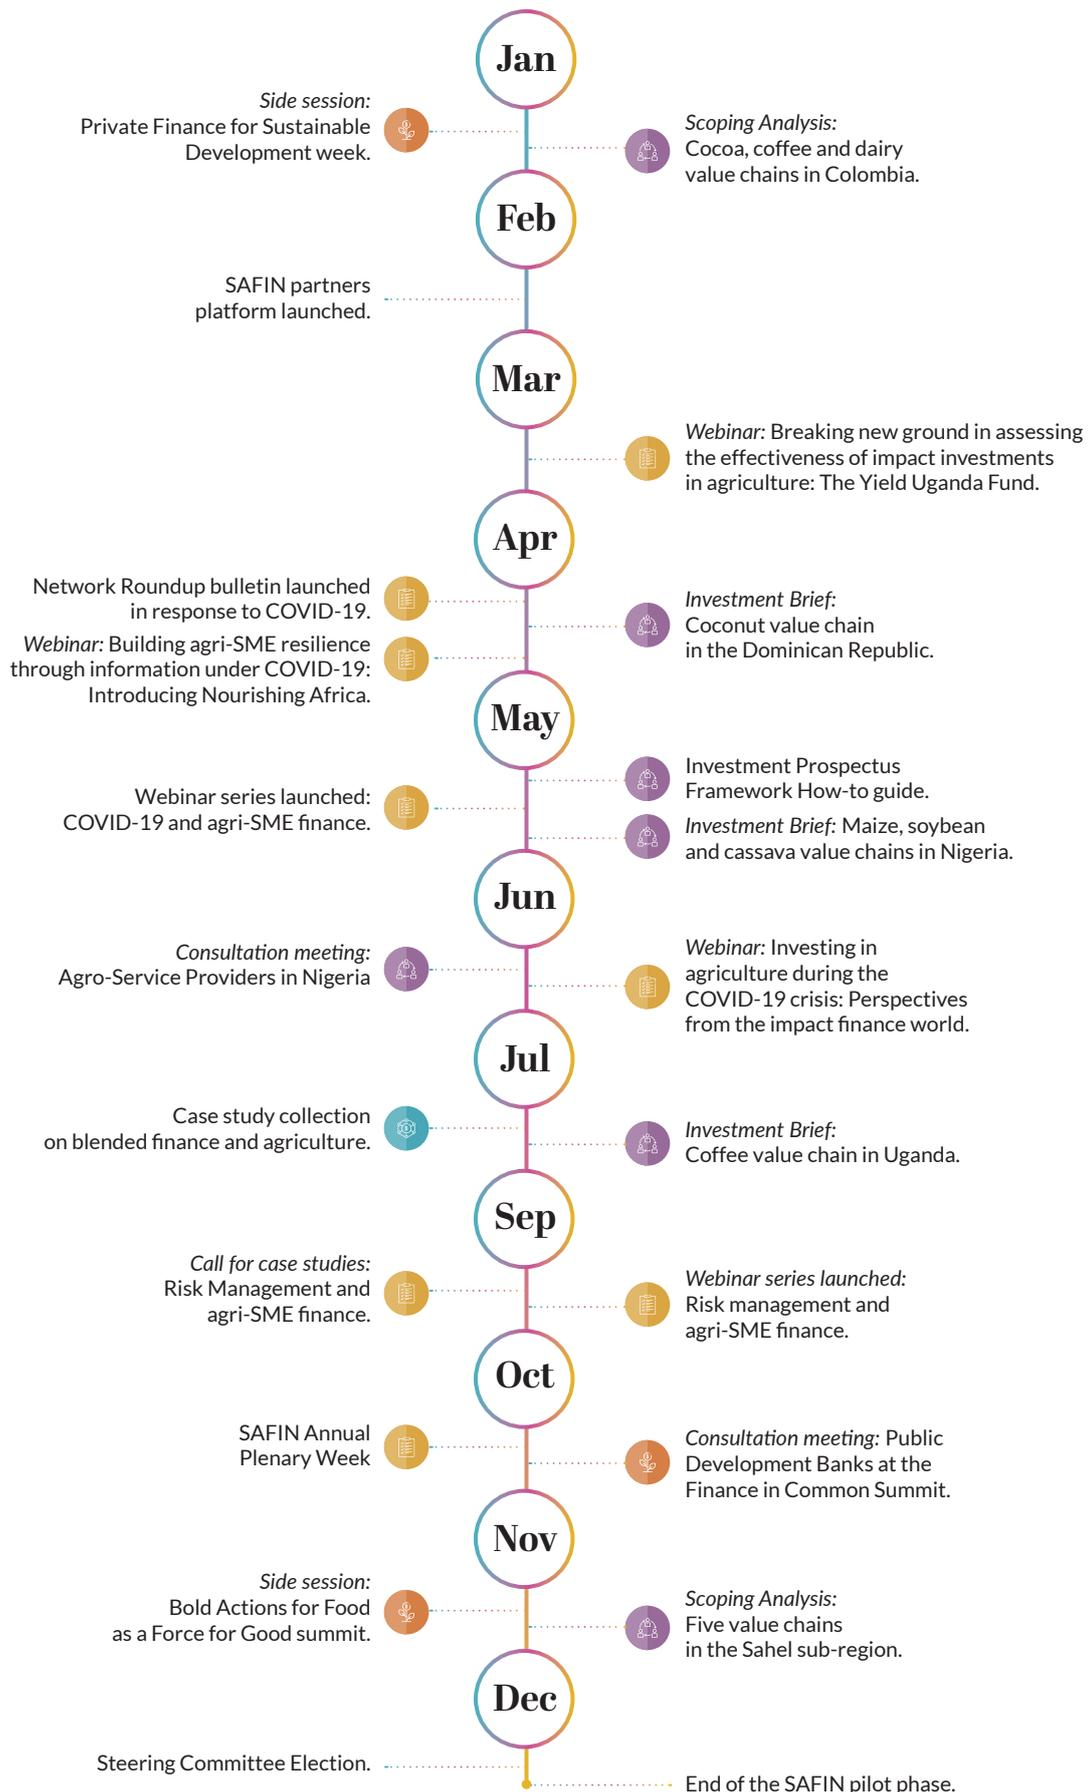 Jan
Side session:
Private Finance for Sustainable
Development week.
Scoping Analysis:
Cocoa, coffee and dairy
value chains in Colombia.
Feb
SAFIN partners
platform launched.
Mar
Webinar: Breaking new ground in assessing
the effectiveness of impact investments
in agriculture: The Yield Uganda Fund.
Apr
Network Roundup bulletin launched
in response to COVID-19.
Investment Brief:
Coconut value chain
in the Dominican Republic.
Webinar: Building agri-SME resilience
through information under COVID-19:
Introducing Nourishing Africa.
May
Investment Prospectus
Framework How-to guide.
Webinar series launched:
COVID-19 and agri-SME finance.
Investment Brief: Maize, soybean
and cassava value chains in Nigeria.
Jun
Consultation meeting:
Agro-Service Providers in Nigeria
Webinar: Investing in
agriculture during the
COVID-19 crisis: Perspectives
from the impact finance world.
Jul
Case study collection
on blended finance and agriculture.
Investment Brief:
Coffee value chain in Uganda.
Sep
Call for case studies:
Risk Management and
agri-SME finance.
Webinar series launched:
Risk management and
agri-SME finance.
Oct
SAFIN Annual
Plenary Week
Consultation meeting: Public
Development Banks at the
Finance in Common Summit.
Nov
Side session:
Bold Actions for Food
as a Force for Good summit.
Scoping Analysis:
Five value chains
in the Sahel sub-region.
Dec
Steering Committee Election.
End of the SAFIN pilot phase.